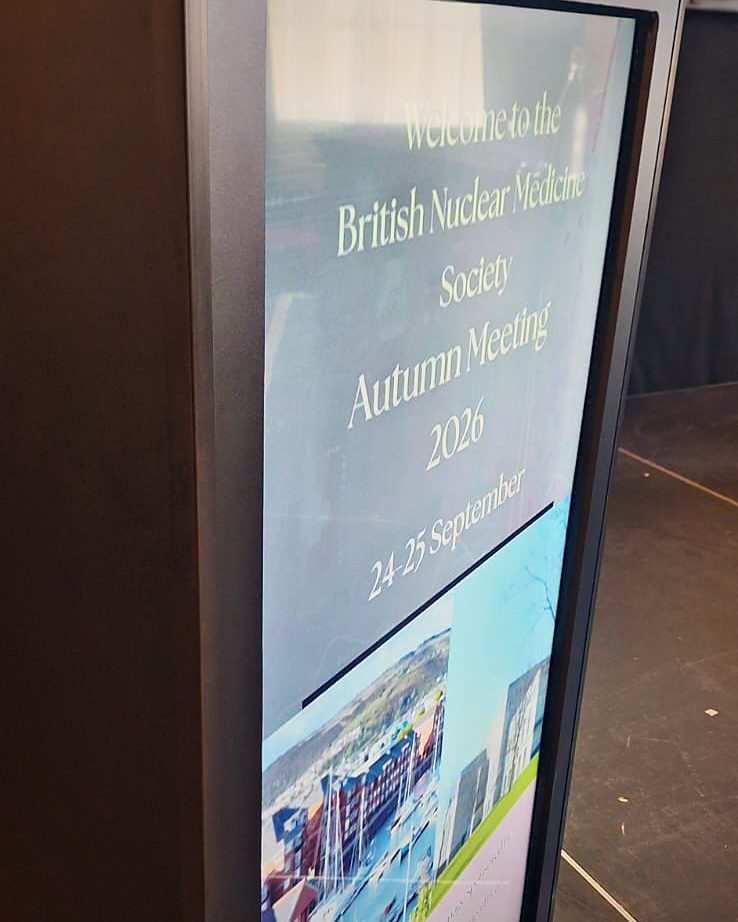 Welcome to the
British Nuclear Medicine
Society
Autumn Meeting
2026
24-25 September